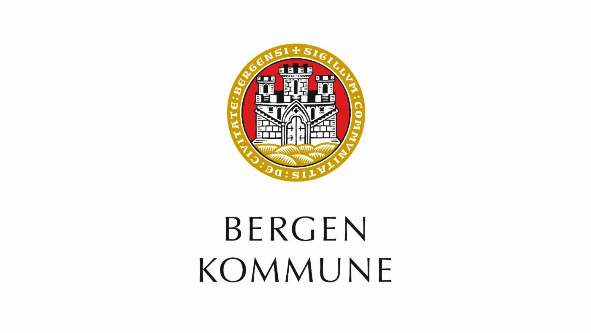 + SIGILLVM : COMMVNITATIS : DE : CIVITATE : BERGENSI
BERGEN
KOMMUNE